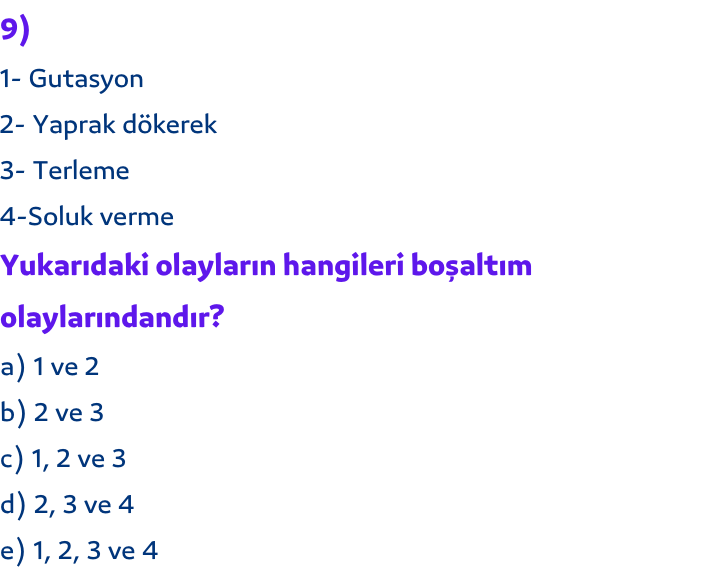 9)
1- Gutasyon
2- Yaprak dökerek
3- Terleme
4-Soluk verme
Yukarıdaki olayların hangileri boşaltım
olaylarındandır?
a) 1 ve 2
b) 2 ve 3
c) 1, 2 ve 3
d) 2, 3 ve 4
e) 1, 2, 3 ve 4